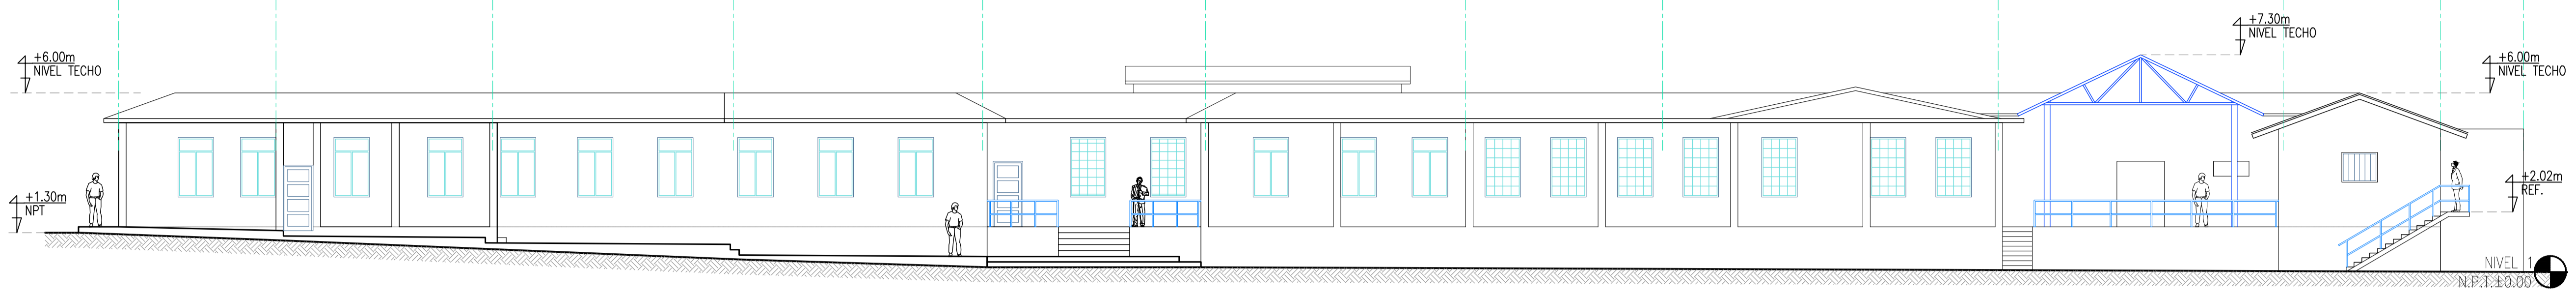 +7.30m
NIVEL TECHO
+6.00m
NIVEL TECHO
+6.00m
NIVEL TECHO
+1.30m
NPT
+2.02m
REF.
NIVEL 1
N.P.T.±0.00